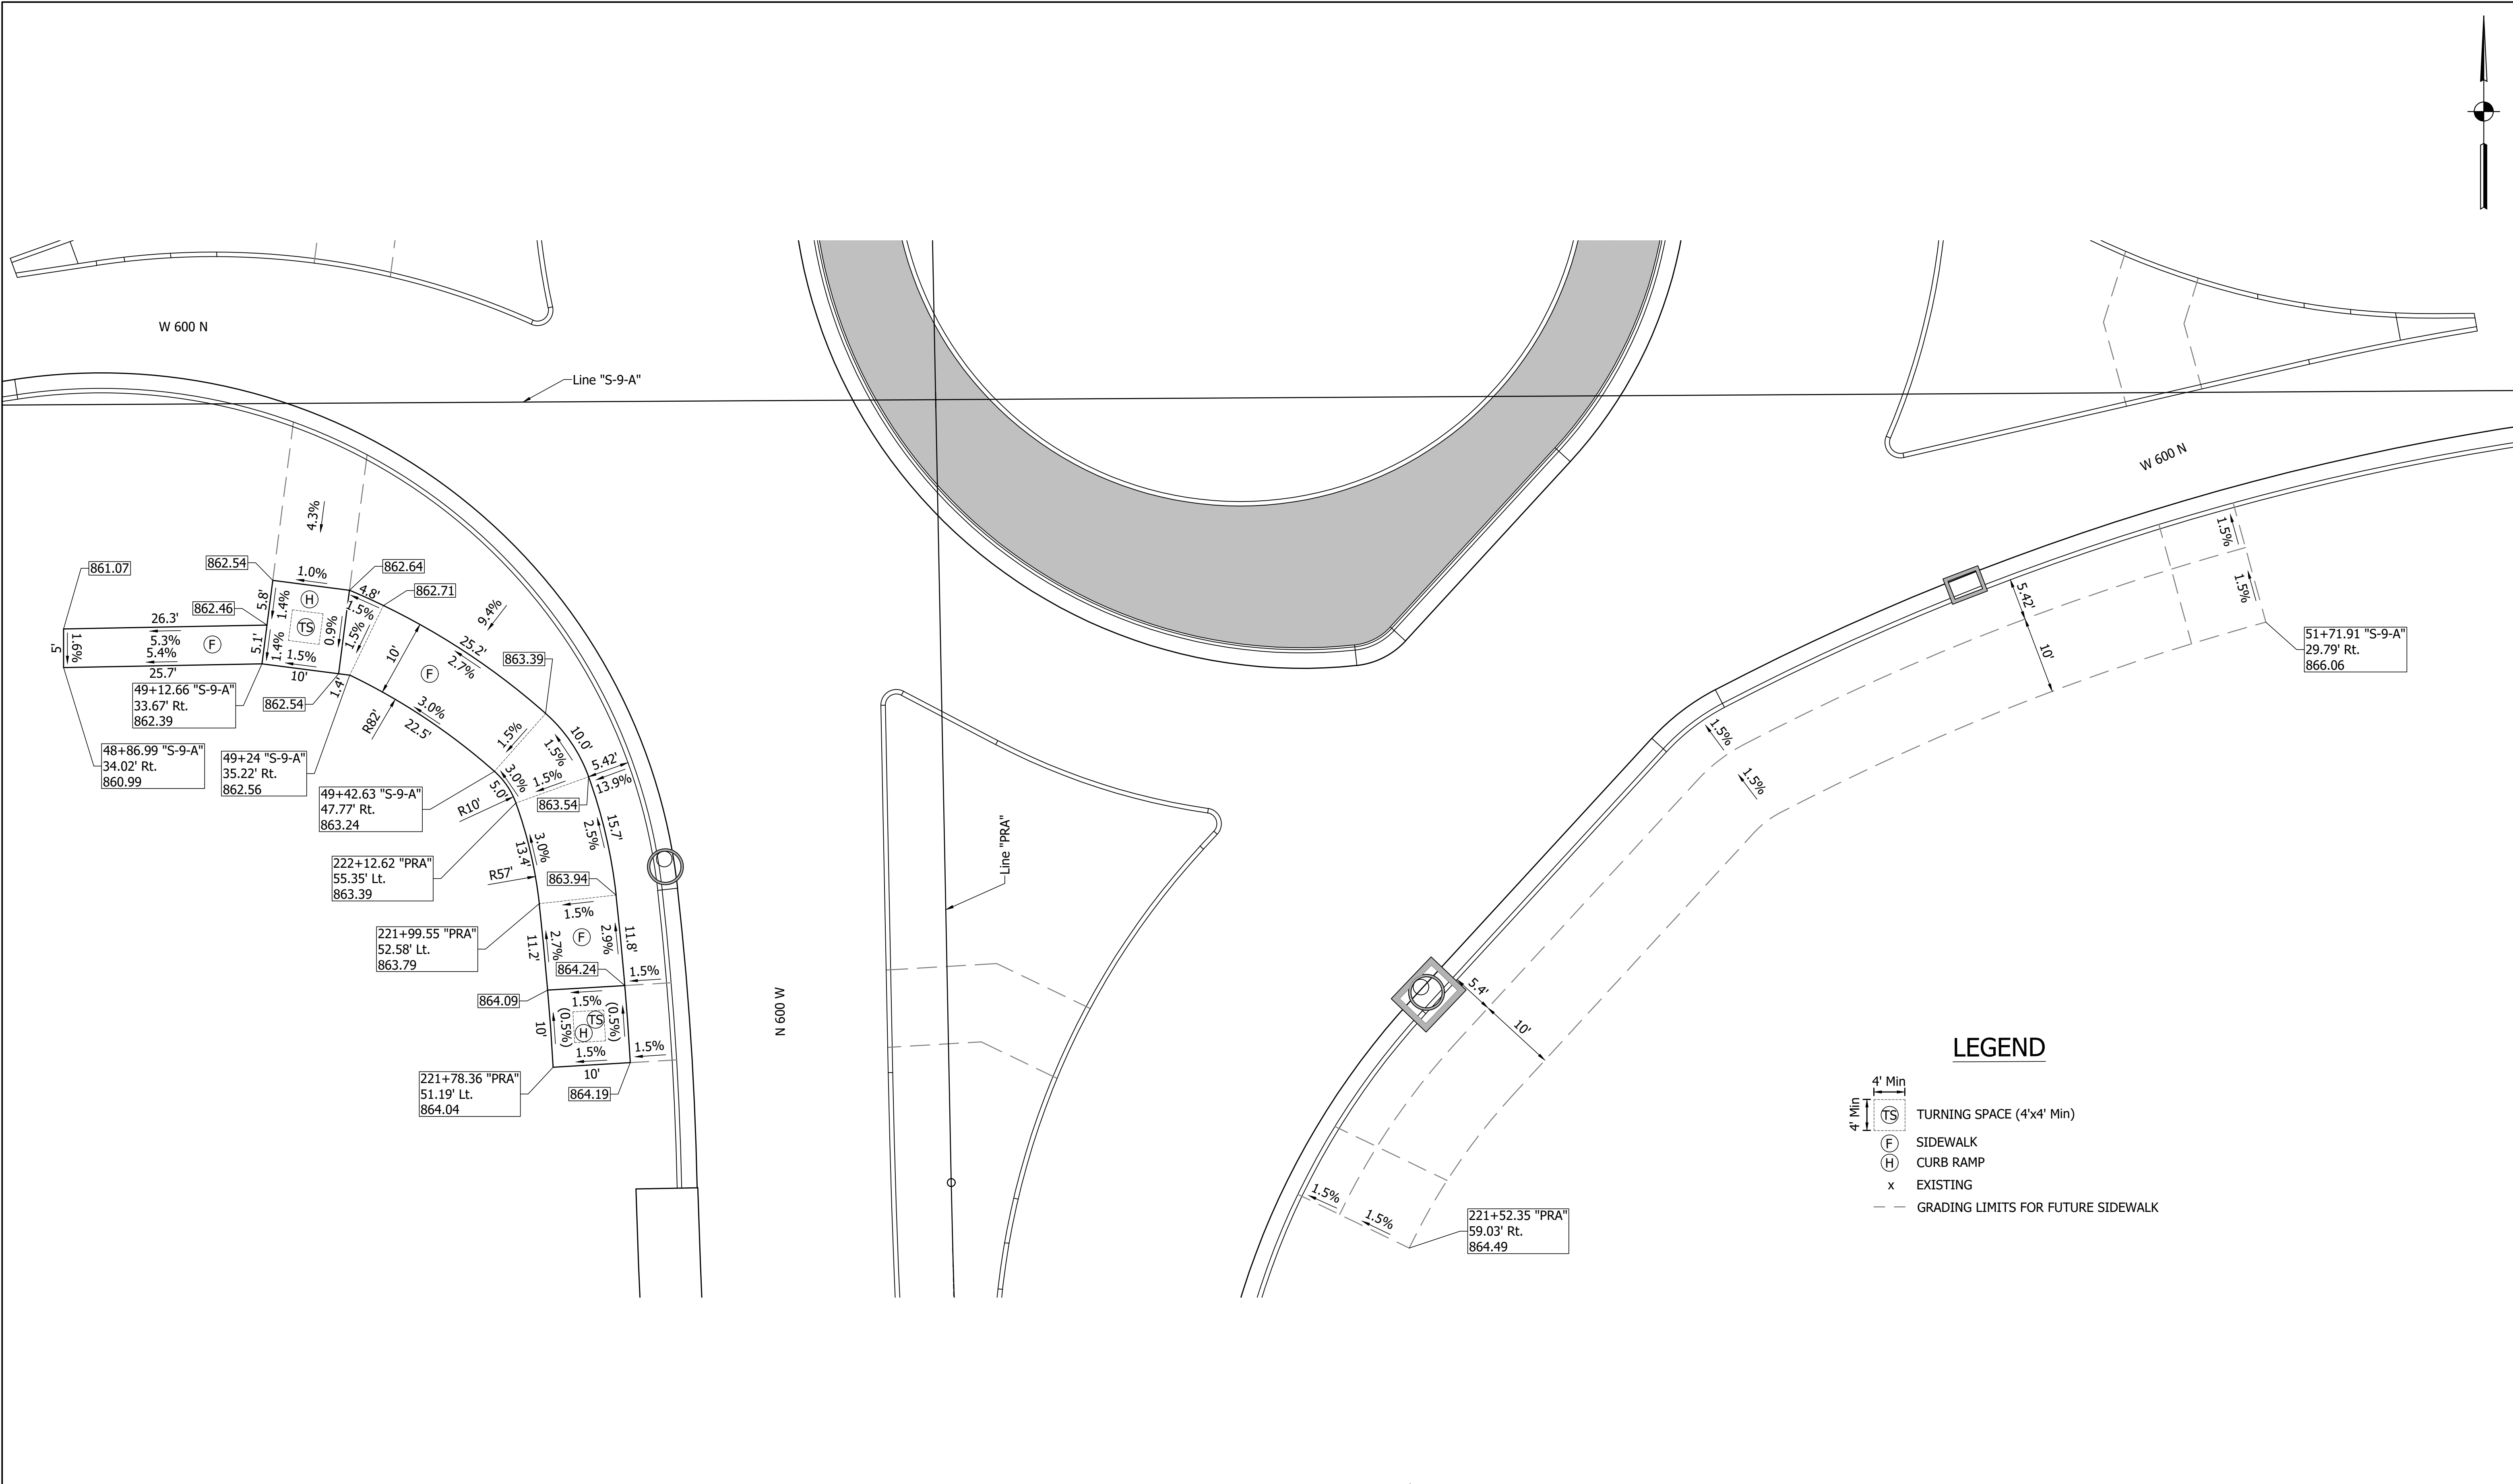 W 600 N
Line "S-9-A"
W 600 N
4.3%
861.07
862.54
1.0%
862.64
4.8'
862.71
9.4%
5.8'
1.4%
H
1.5%
862.46
TS
0.9%
1.5%
26.3'
5.3%
F
5.4%
25.7'
5'
1.6%
5.1'
1.4%
1.5%
10'
10'
25.2'
2.7%
F
863.39
49+12.66 "S-9-A"
33.67' Rt.
862.39
862.54
1.4'
R82'
3.0%
22.5'
1.5%
10.0'
1.5%
48+86.99 "S-9-A"
34.02' Rt.
860.99
49+24 "S-9-A"
35.22' Rt.
862.56
49+42.63 "S-9-A"
47.77' Rt.
863.24
3.0%
5.0'
R10'
1.5%
5.42'
13.9%
863.54
222+12.62 "PRA"
55.35' Lt.
863.39
3.0%
13.4'
15.7'
2.5%
R57'
863.94
1.5%
221+99.55 "PRA"
52.58' Lt.
863.79
11.2'
2.7%
F
2.9%
11.8'
864.24
1.5%
864.09
1.5%
(0.5%)
TS
H
(0.5%)
10'
1.5%
1.5%
10'
221+78.36 "PRA"
51.19' Lt.
864.04
864.19
N 600 W
Line "PRA"
1.5%
1.5%
5.42'
10'
51+71.91 "S-9-A"
29.79' Rt.
866.06
1.5%
1.5%
5.4'
10'
1.5%
1.5%
221+52.35 "PRA"
59.03' Rt.
864.49
LEGEND
4' Min
4' Min
TS TURNING SPACE (4'x4' Min)
F SIDEWALK
H CURB RAMP
x EXISTING
GRADING LIMITS FOR FUTURE SIDEWALK